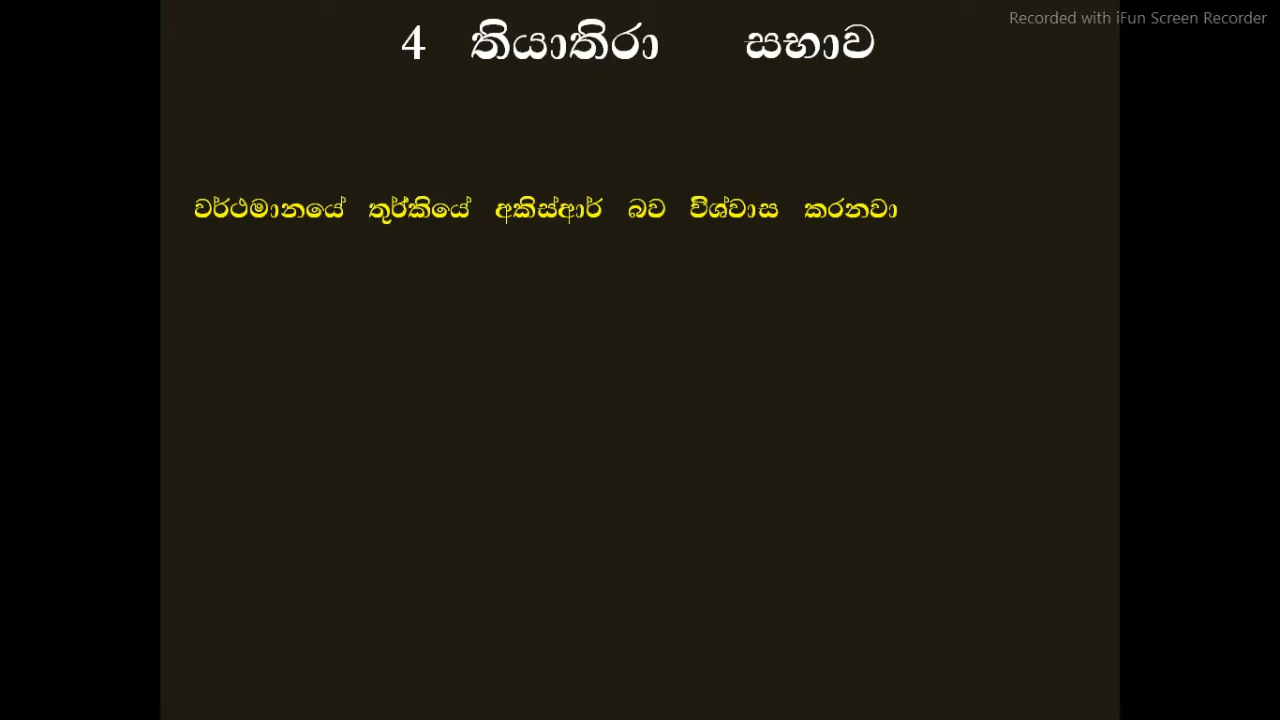 Recorded with iFun Screen Recorder
4 තියාතිරා සභාව
වර්ථමානයේ තුර්කියේ අකිස්ආර් බව විශ්වාස කරනවා